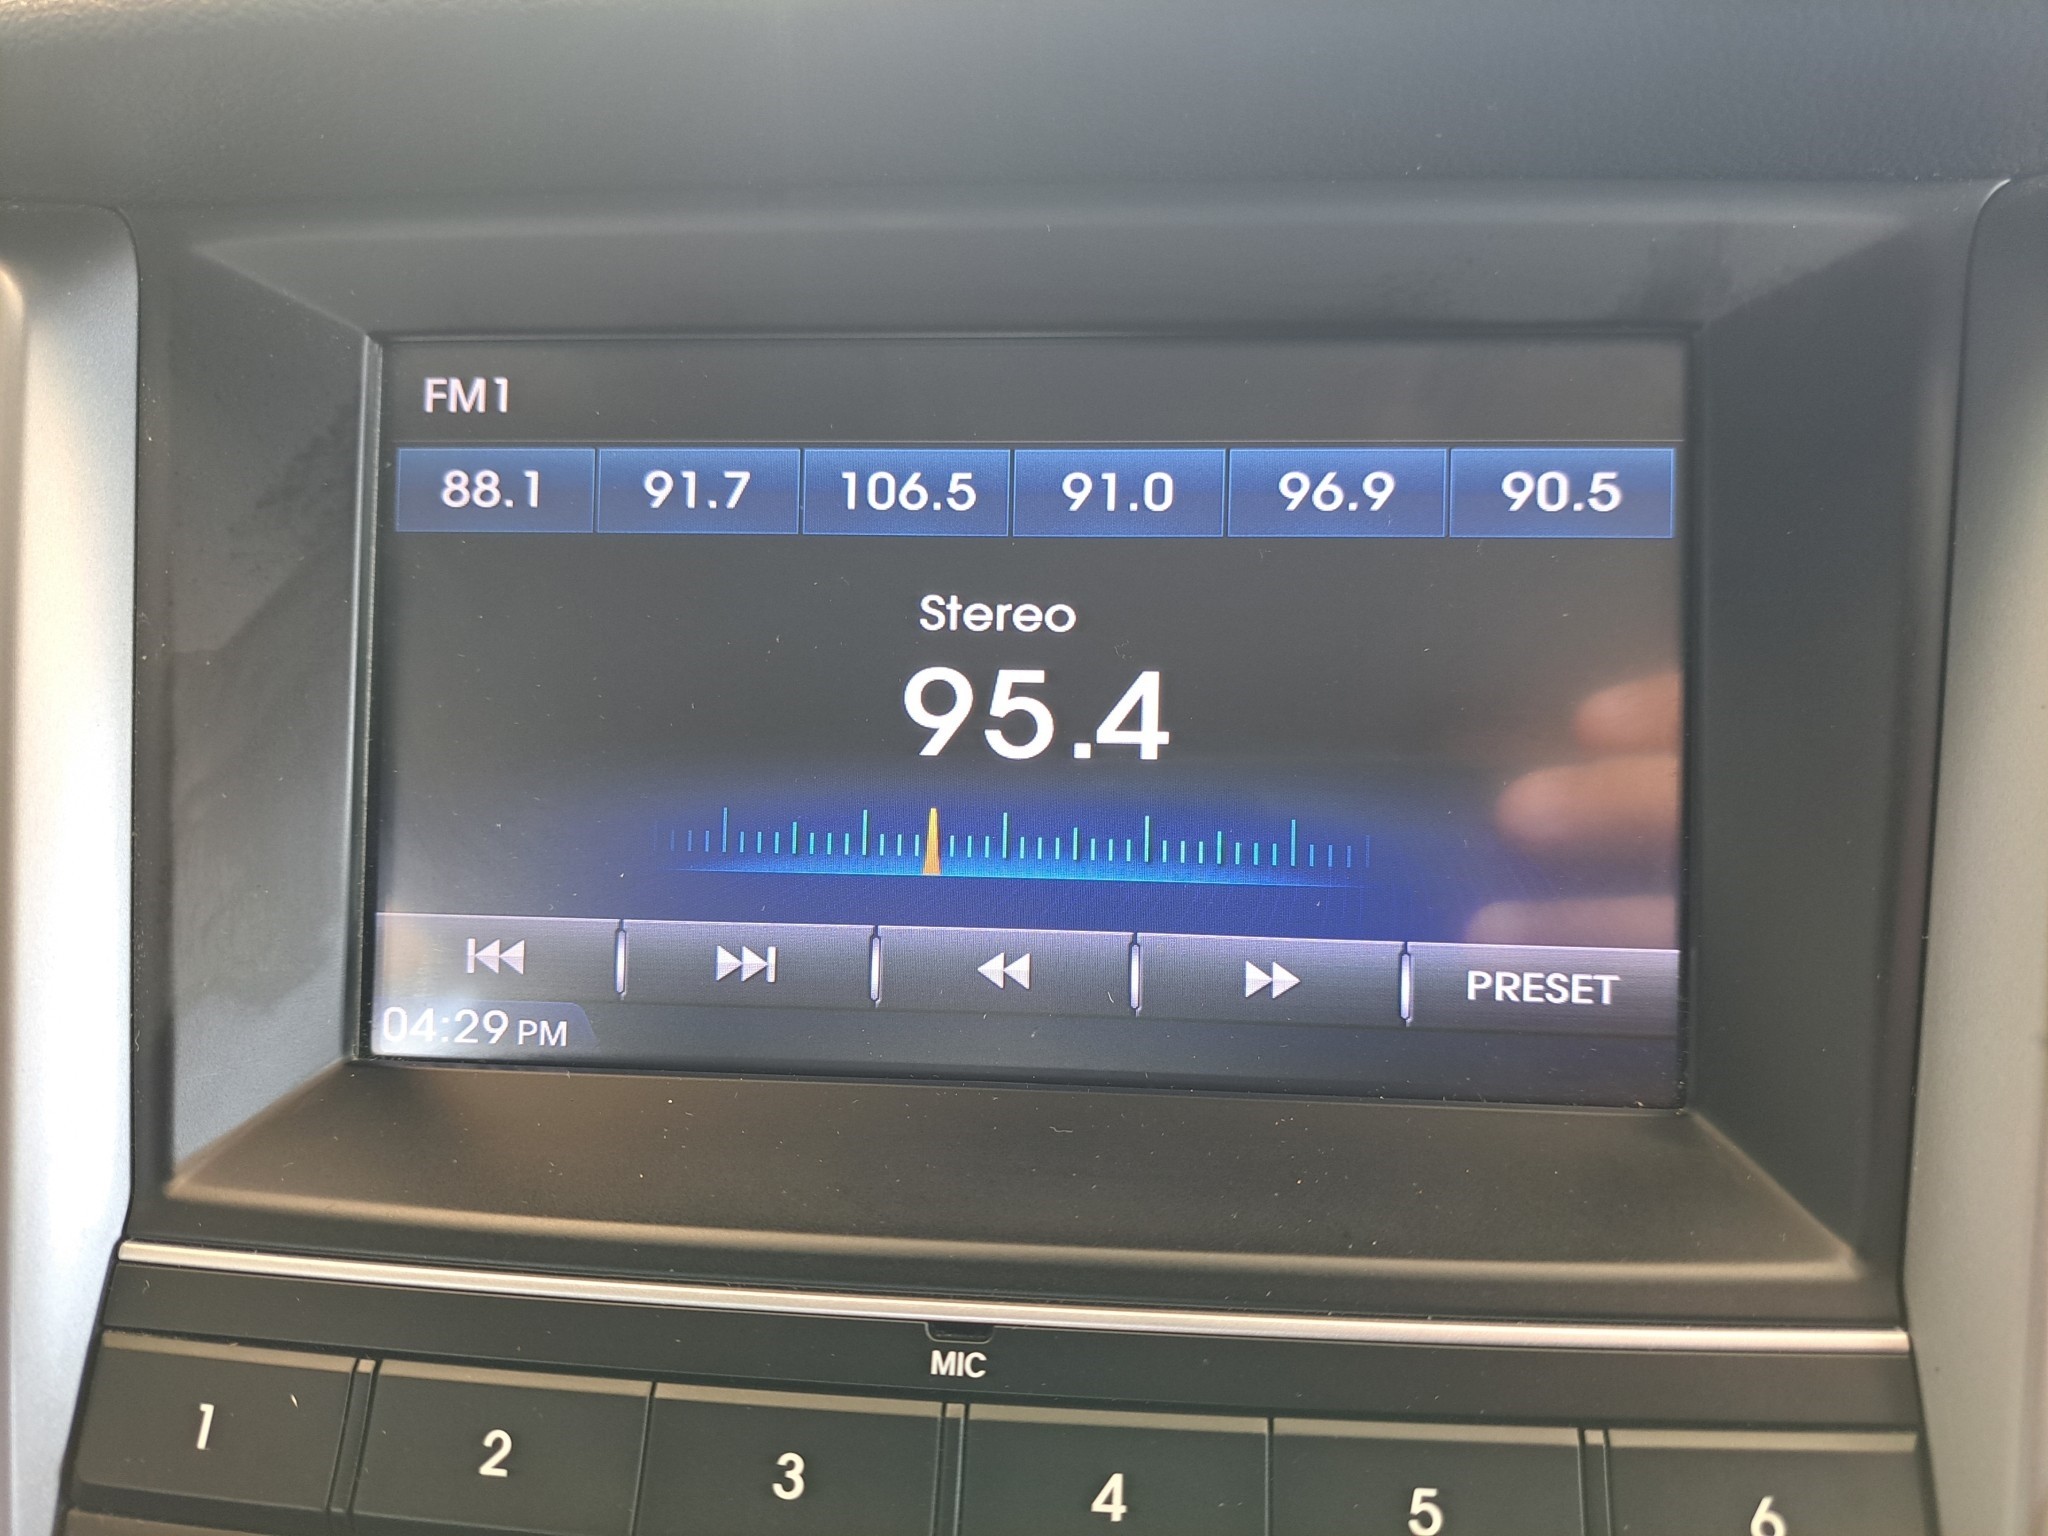 FM1
88.1 91.7 106.5 91.0 96.9 90.5
Stereo
95.4
PRESET
04:29 PM
MIC
1 2 3 4 5 6